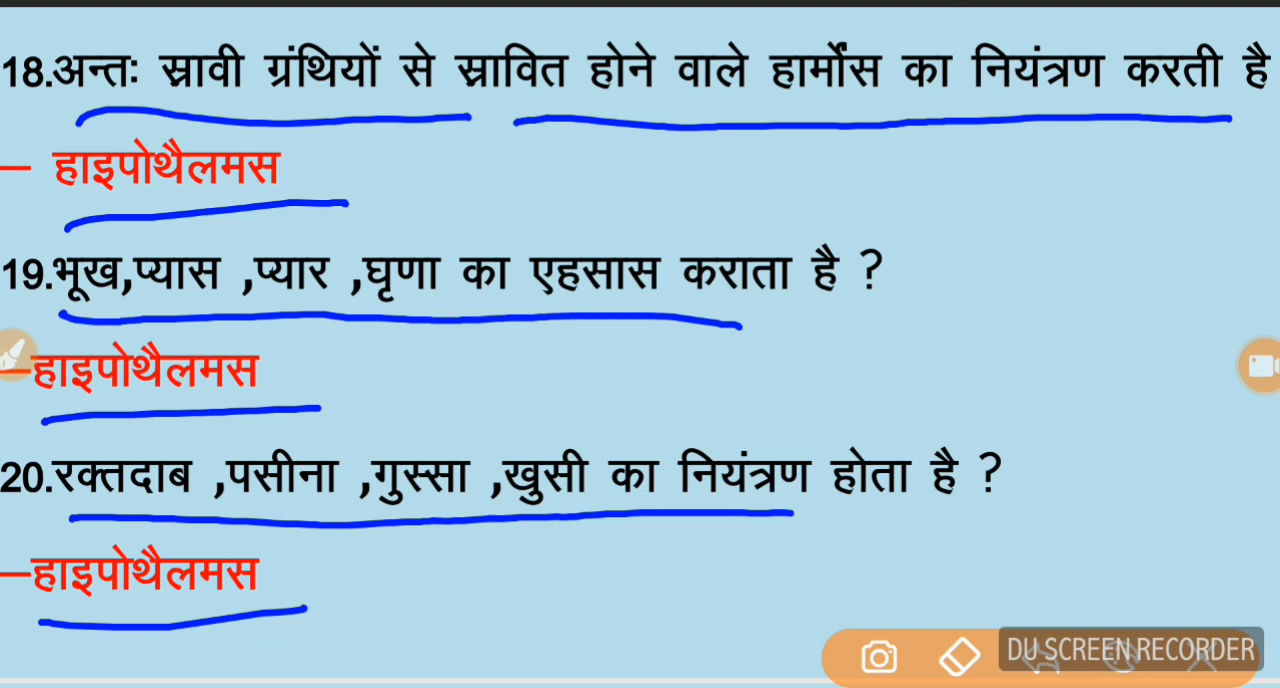 18.अन्तः स्रावी ग्रंथियों से स्रावित होने वाले हार्मोंस का नियंत्रण करती है
– हाइपोथैलमस
19.भूख,प्यास ,प्यार ,घृणा का एहसास कराता है ?
–हाइपोथैलमस
20.रक्तदाब ,पसीना ,गुस्सा ,खुसी का नियंत्रण होता है ?
–हाइपोथैलमस
DU SCREEN RECORDER